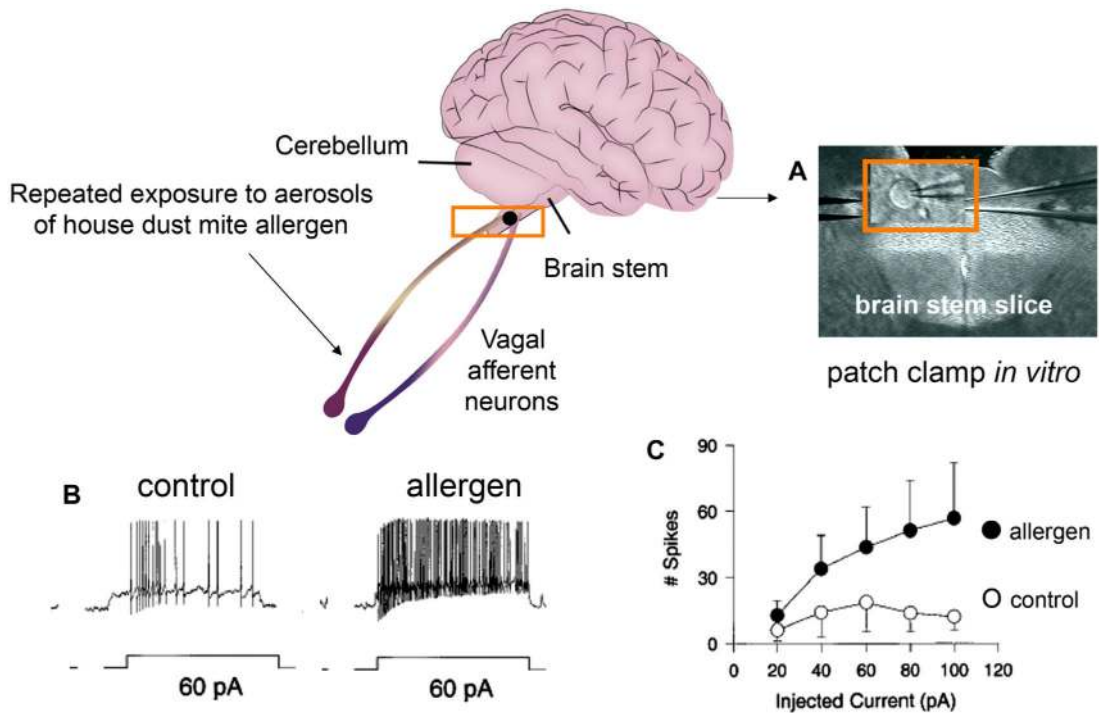 Cerebellum
Repeated exposure to aerosols
of house dust mite allergen
Brain stem
Vagal
afferent
neurons
A
brain stem slice
patch clamp in vitro
B
control
allergen
60 pA
60 pA
C
90
60
30
0
# Spikes
0 20 40 60 80 100 120
Injected Current (pA)
allergen
control